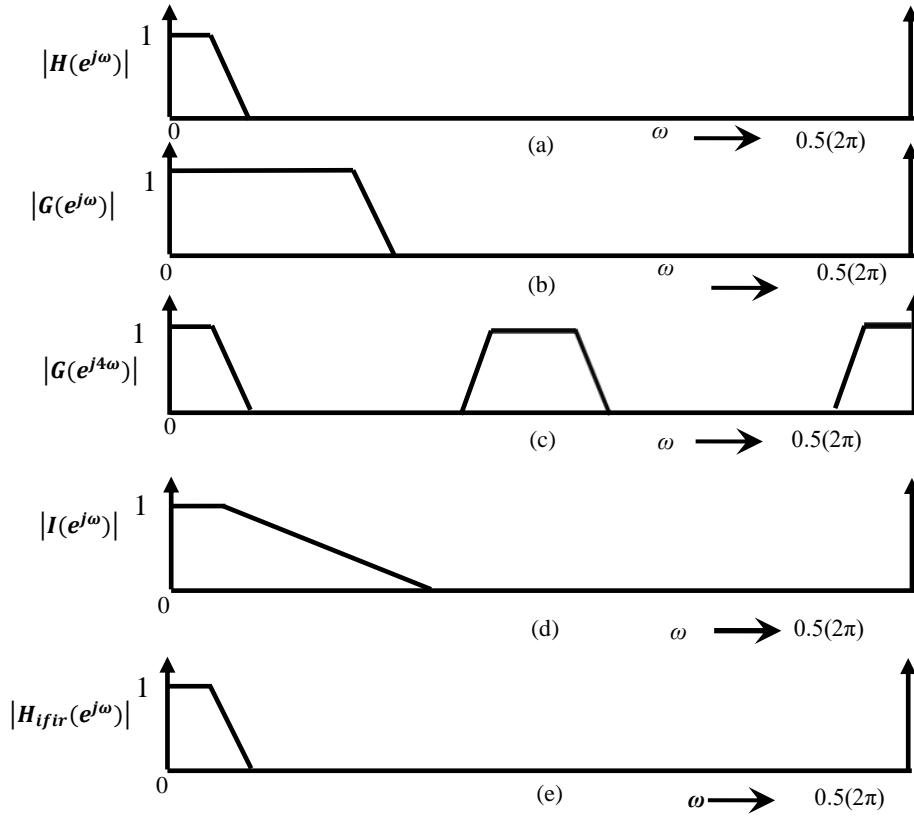 1
|H(e^{jω})|
0
(a)
ω
0.5(2π)
1
|G(e^{jω})|
0
(b)
ω
0.5(2π)
1
|G(e^{j4ω})|
0
(c)
ω
0.5(2π)
1
|I(e^{jω})|
0
(d)
ω
0.5(2π)
1
|H_{ifir}(e^{jω})|
0
(e)
ω
0.5(2π)